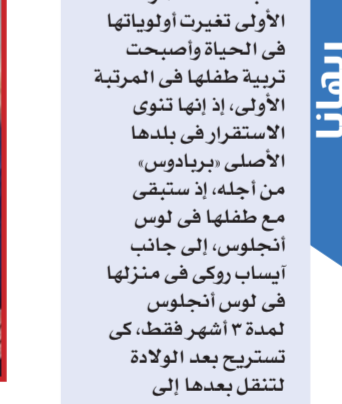 ريهانا
الأولى تغيرت أولوياتها
فى الحياة وأصبحت
تربية طفلها فى المرتبة
الأولى، إذ إنها تنوى
الاستقرار فى بلدها
الأصلى «بربادوس»
من أجله، إذ ستبقى
مع طفلها فى لوس
أنجلوس، إلى جانب
آيساب روكى فى منزلها
فى لوس أنجلوس
لمدة ٣ أشهر فقط، كى
تستريح بعد الولادة
لتنقل بعدها إلى